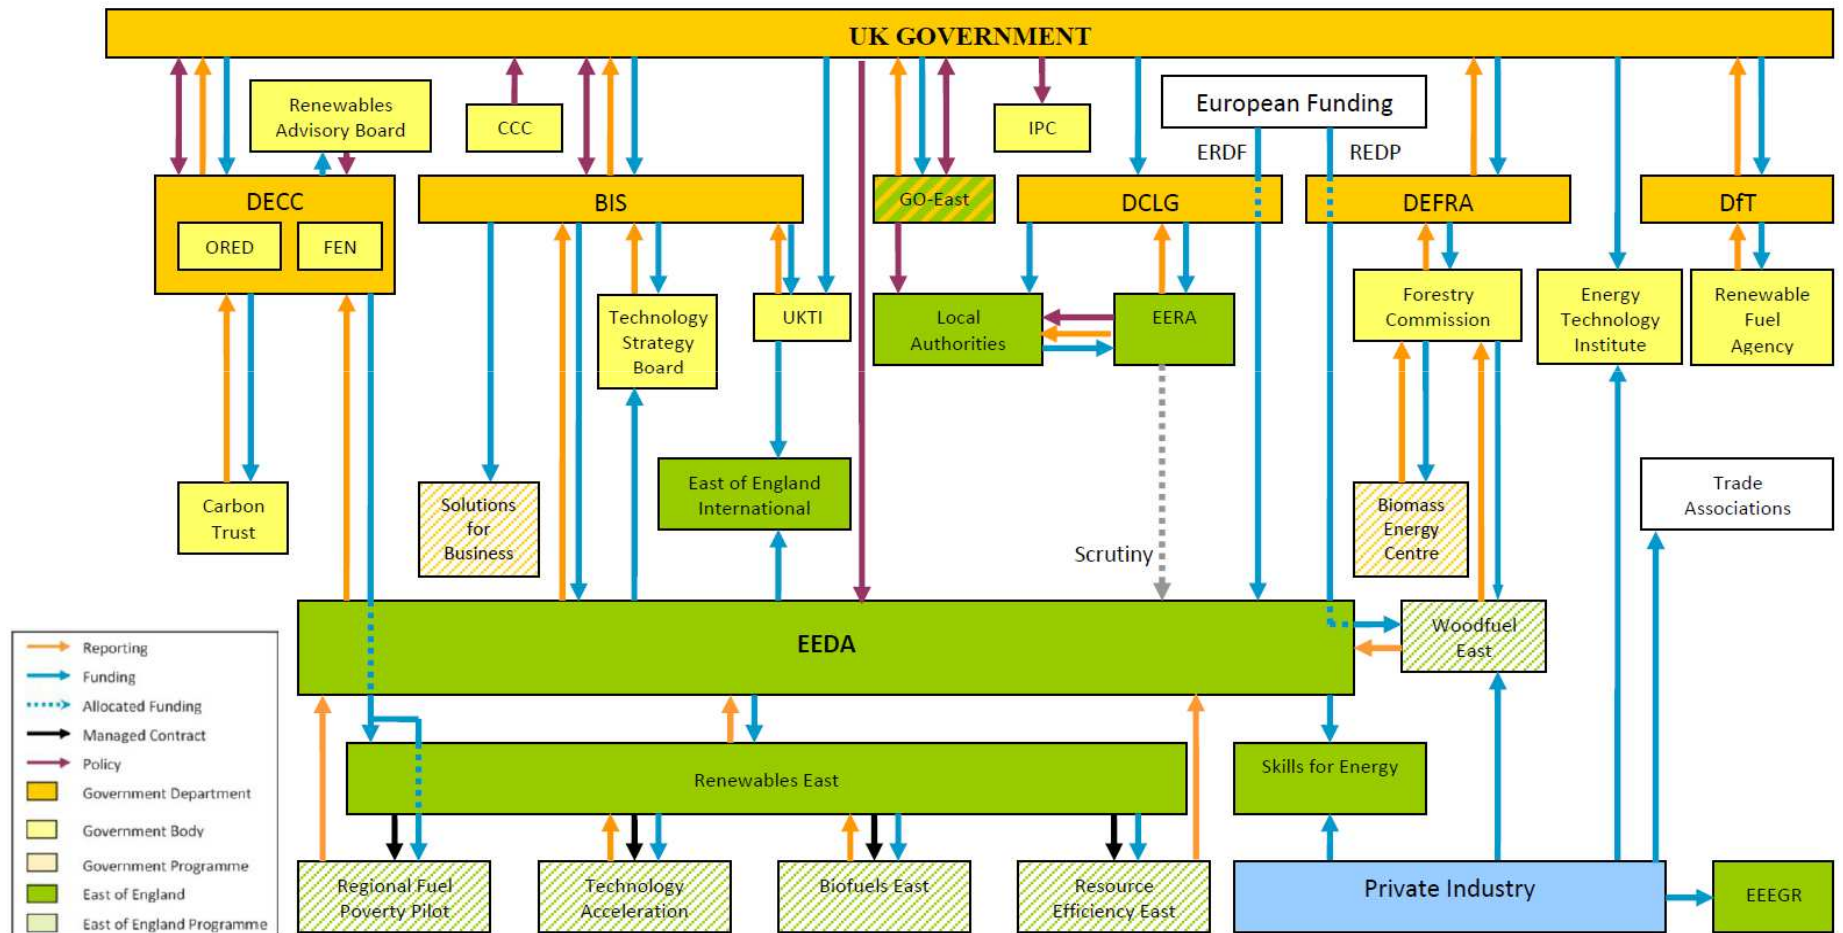 UK GOVERNMENT
Renewables
Advisory Board
CCC
IPC
European Funding
ERDF
REDP
DECC
ORED
FEN
BIS
GO-East
DCLG
DEFRA
DfT
Technology
Strategy
Board
UKTI
Local
Authorities
EERA
Forestry
Commission
Energy
Technology
Institute
Renewable
Fuel
Agency
Carbon
Trust
Solutions
for
Business
East of England
International
Scrutiny
Biomass
Energy
Centre
Trade
Associations
EEDA
Woodfuel
East
Reporting
Funding
Allocated Funding
Managed Contract
Policy
Government Department
Government Body
Government Programme
East of England
East of England Programme
Renewables East
Skills for Energy
Regional Fuel
Poverty Pilot
Technology
Acceleration
Biofuels East
Resource
Efficiency East
Private Industry
EEEGR